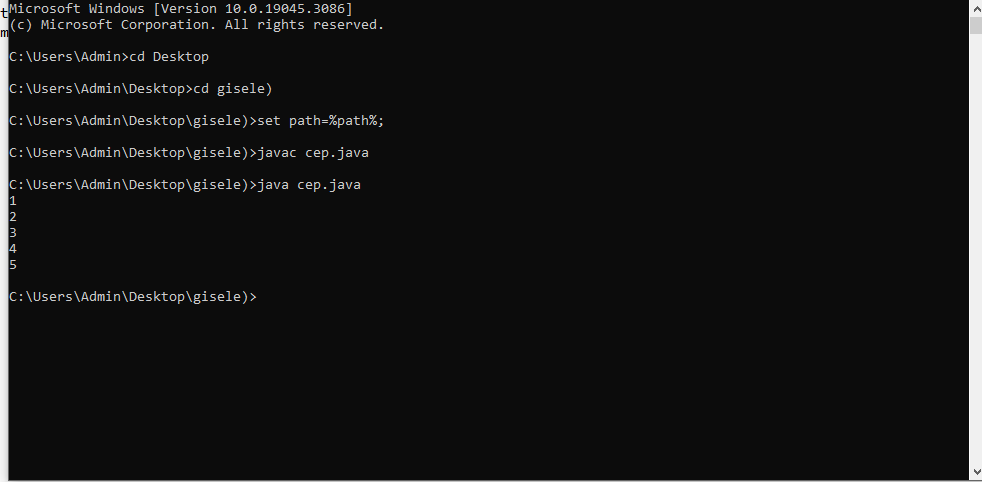 t
m
Microsoft Windows [Version 10.0.19045.3086]
(c) Microsoft Corporation. All rights reserved.
C:\Users\Admin>cd Desktop
C:\Users\Admin\Desktop>cd gisele)
C:\Users\Admin\Desktop\gisele)>set path=%path%;
C:\Users\Admin\Desktop\gisele)>javac cep.java
C:\Users\Admin\Desktop\gisele)>java cep.java
1
2
3
4
5
C:\Users\Admin\Desktop\gisele)>